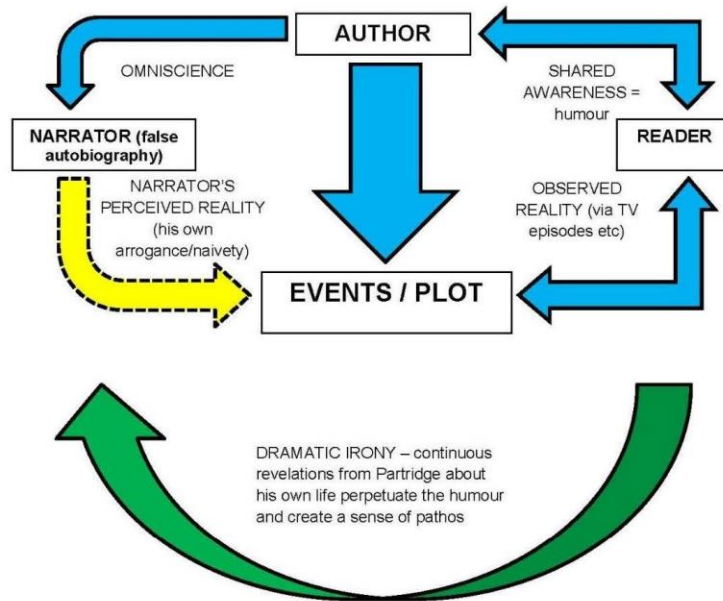 AUTHOR
OMNISCIENCE
SHARED
AWARENESS =
humour
NARRATOR (false
autobiography)
READER
NARRATOR'S
PERCEIVED REALITY
(his own
arrogance/naivety)
OBSERVED
REALITY (via TV
episodes etc)
EVENTS / PLOT
DRAMATIC IRONY – continuous
revelations from Partridge about
his own life perpetuate the humour
and create a sense of pathos